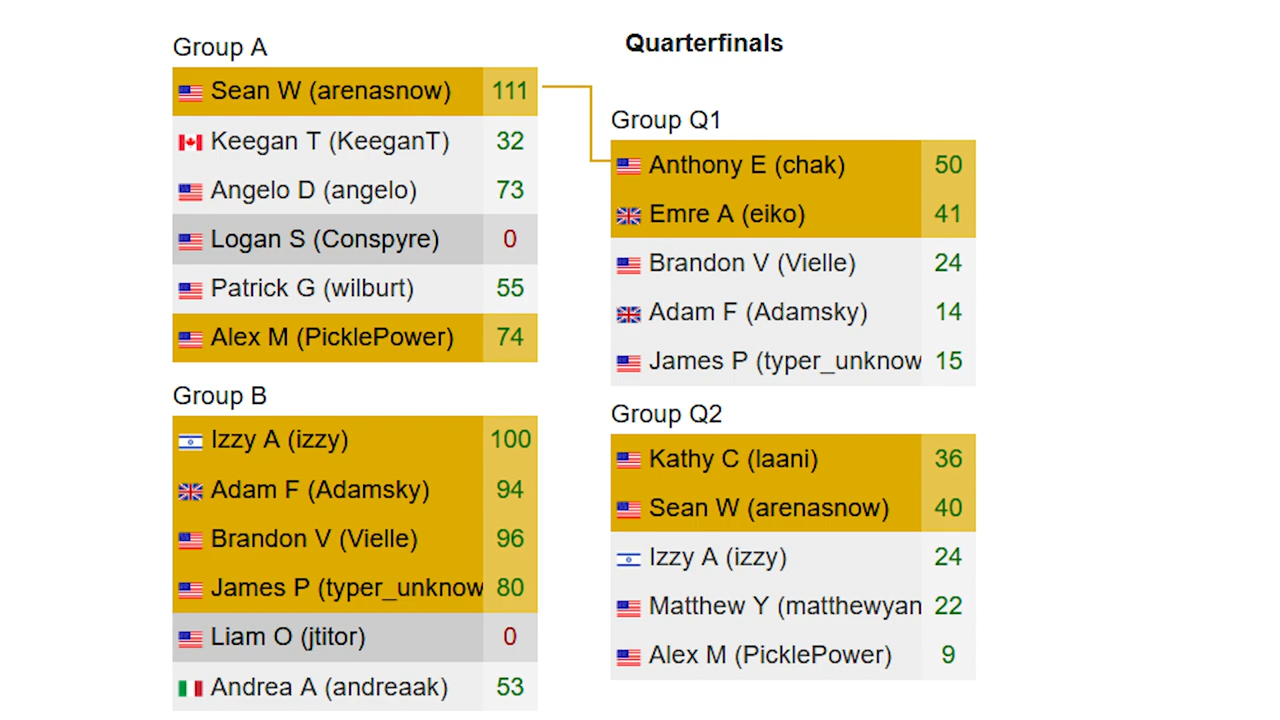 Group A
Sean W (arenasnow) 111
Keegan T (KeeganT) 32
Angelo D (angelo) 73
Logan S (Conspyre) 0
Patrick G (wilburt) 55
Alex M (PicklePower) 74
Group B
Izzy A (izzy) 100
Adam F (Adamsky) 94
Brandon V (Vielle) 96
James P (typer_unknow 80
Liam O (jtitor) 0
Andrea A (andreaak) 53
Quarterfinals
Group Q1
Anthony E (chak) 50
Emre A (eiko) 41
Brandon V (Vielle) 24
Adam F (Adamsky) 14
James P (typer_unknow 15
Group Q2
Kathy C (laani) 36
Sean W (arenasnow) 40
Izzy A (izzy) 24
Matthew Y (matthewyan 22
Alex M (PicklePower) 9